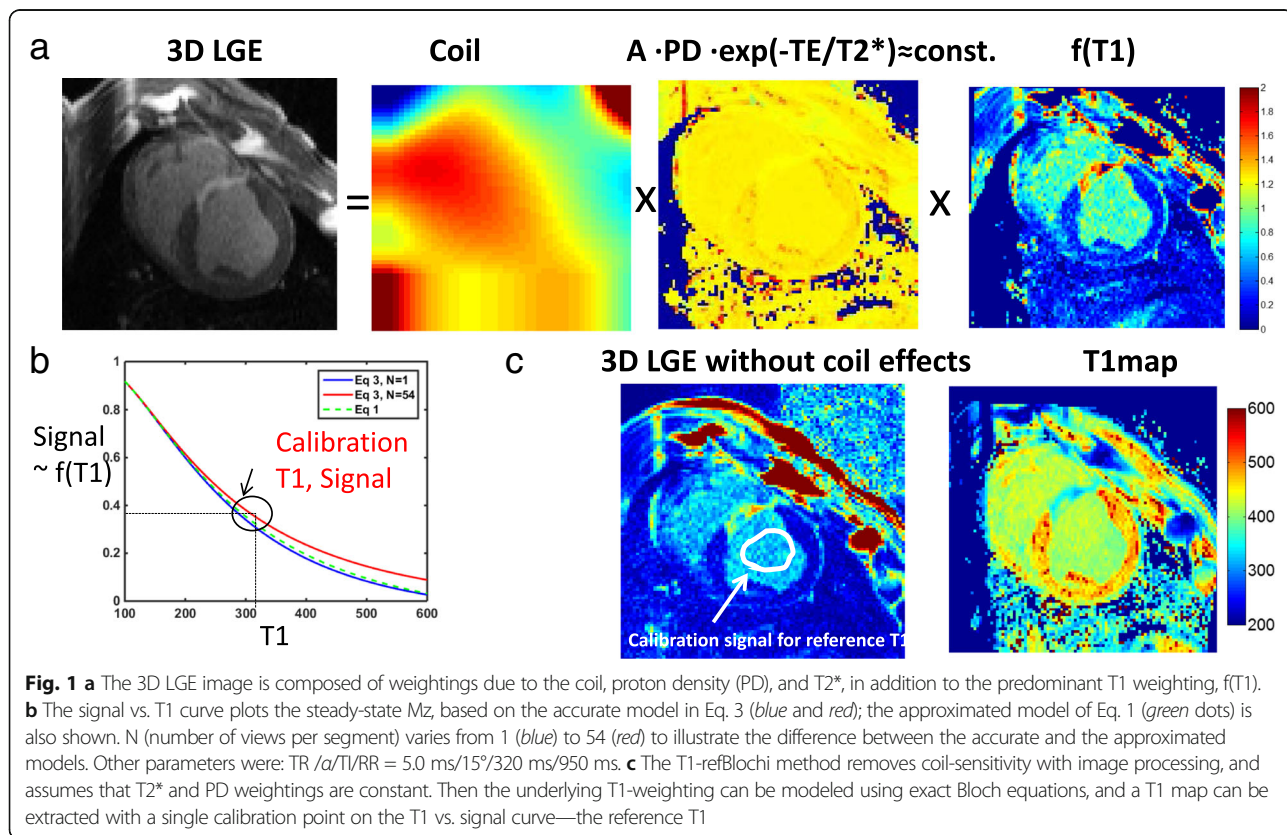 a
3D LGE
Coil
A ·PD ·exp(-TE/T2*)≈const.
f(T1)
=
X
X
2
1.8
1.6
1.4
1.2
1
0.8
0.6
0.4
0.2
0
b
1
0.8
0.6
0.4
0.2
0
100
200
300
400
500
600
Signal
~ f(T1)
T1
Eq 3, N=1
Eq 3, N=54
Eq 1
Calibration
T1, Signal
c
3D LGE without coil effects
T1map
Calibration signal for reference T1
600
500
400
300
200
Fig. 1 a The 3D LGE image is composed of weightings due to the coil, proton density (PD), and T2*, in addition to the predominant T1 weighting, f(T1).
b The signal vs. T1 curve plots the steady-state Mz, based on the accurate model in Eq. 3 (blue and red); the approximated model of Eq. 1 (green dots) is
also shown. N (number of views per segment) varies from 1 (blue) to 54 (red) to illustrate the difference between the accurate and the approximated
models. Other parameters were: TR /α/TI/RR = 5.0 ms/15°/320 ms/950 ms. c The T1-refBlochi method removes coil-sensitivity with image processing, and
assumes that T2* and PD weightings are constant. Then the underlying T1-weighting can be modeled using exact Bloch equations, and a T1 map can be
extracted with a single calibration point on the T1 vs. signal curve—the reference T1